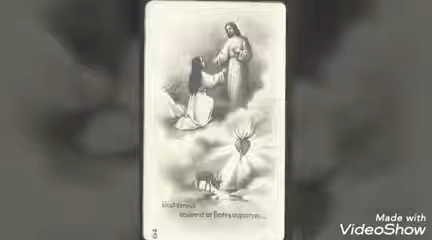 Sicut cervus
desiderat ad fontes aquarum...
Made with
VideoShow